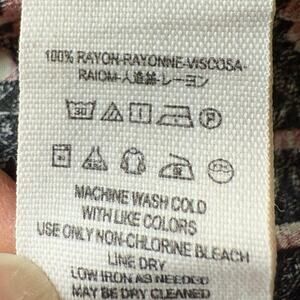 100% RAYON-RAYONNE-VISCOSA-
RAIOM-人造絲-レーヨン
30
P
MACHINE WASH COLD
WITH LIKE COLORS
USE ONLY NON-CHLORINE BLEACH
LINE DRY
LOW IRON AS NEEDED
MAY BE DRY CLEANED